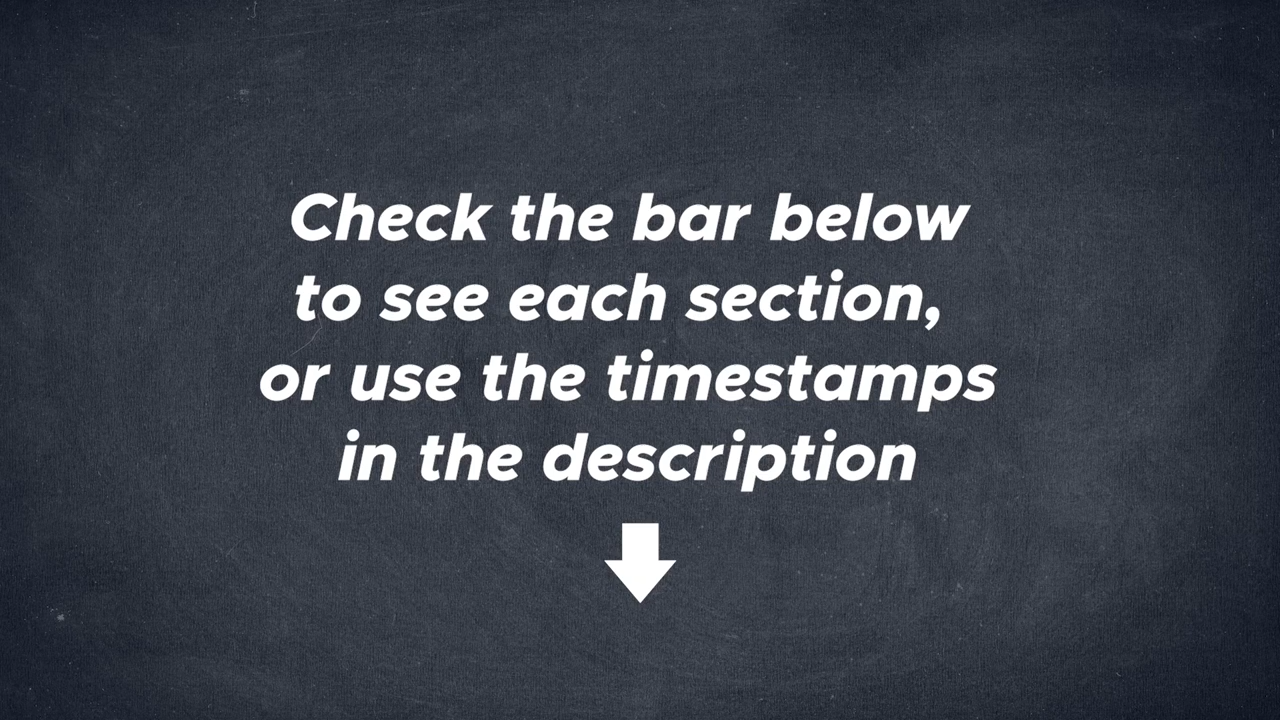 Check the bar below
to see each section,
or use the timestamps
in the description